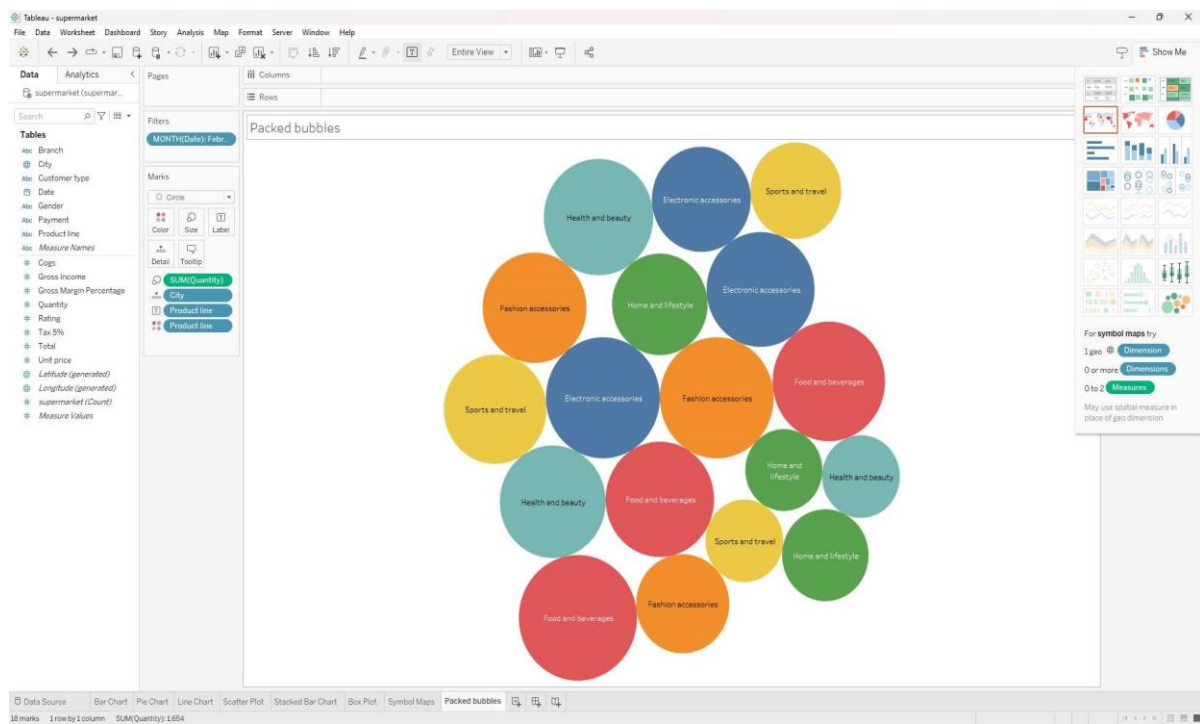 Tableau - supermarket
File Data Worksheet Dashboard Story Analysis Map Format Server Window Help
Entire View
Show Me
Data Analytics
supermarket (supermar...
Search
Tables
Abc Branch
City
Abc Customer type
Date
Abc Gender
Abc Payment
Abc Product line
Abc Measure Names
# Cogs
# Gross Income
# Gross Margin Percentage
# Quantity
# Rating
# Tax 5%
# Total
# Unit price
Latitude (generated)
Longitude (generated)
# supermarket (Count)
# Measure Values
Pages
Filters
MONTH(Date): Febr..
Marks
Circle
Color Size Label
Detail Tooltip
SUM(Quantity)
City
Product line
Product line
Columns
Rows
Packed bubbles
Health and beauty
Electronic accessories
Sports and travel
Fashion accessories
Home and lifestyle
Electronic accessories
Sports and travel
Electronic accessories
Fashion accessories
Food and beverages
Health and beauty
Food and beverages
Home and
lifestyle
Health and beauty
Sports and travel
Home and lifestyle
Food and beverages
Fashion accessories
For symbol maps try
1 geo Dimension
0 or more Dimensions
0 to 2 Measures
May use spatial measure in
place of geo dimension
Data Source Bar Chart Pie Chart Line Chart Scatter Plot Stacked Bar Chart Box Plot Symbol Maps Packed bubbles
18 marks 1 row by 1 column SUM(Quantity): 1,654